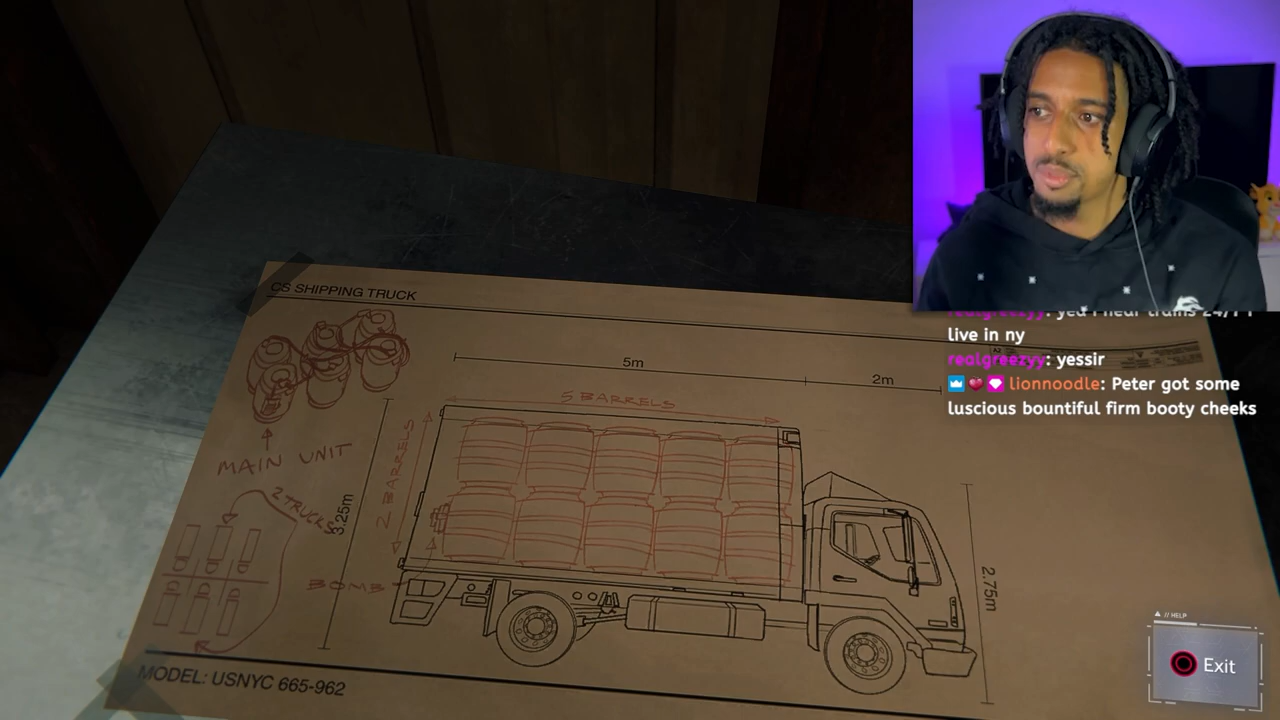 CS SHIPPING TRUCK
5m
2m
5 BARRELS
2 BARRELS
MAIN UNIT
2 TRUCKS
3.25m
BOMB
2.75m
MODEL: USNYC 665-962
live in ny
realgreezyy: yessir
lionnoodle: Peter got some
luscious bountiful firm booty cheeks
// HELP
Exit